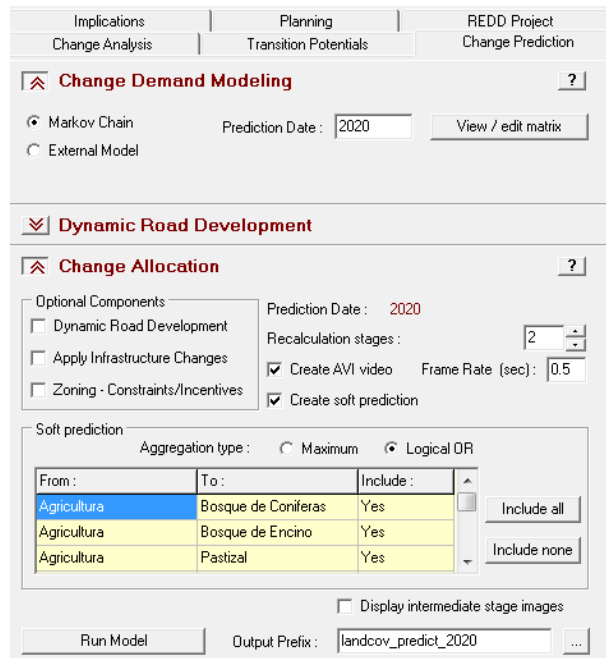 Implications Planning REDD Project
Change Analysis Transition Potentials Change Prediction
Change Demand Modeling ?
Markov Chain Prediction Date : 2020 View / edit matrix
External Model
Dynamic Road Development
Change Allocation ?
Optional Components Prediction Date : 2020
Dynamic Road Development Recalculation stages : 2
Apply Infrastructure Changes Create AVI video Frame Rate (sec) : 0.5
Zoning - Constraints/Incentives Create soft prediction
Soft prediction
Aggregation type : Maximum Logical OR
From : To : Include :
Agricultura Bosque de Coniferas Yes Include all
Agricultura Bosque de Encino Yes
Agricultura Pastizal Yes Include none
Display intermediate stage images
Run Model Output Prefix : landcov_predict_2020 ...